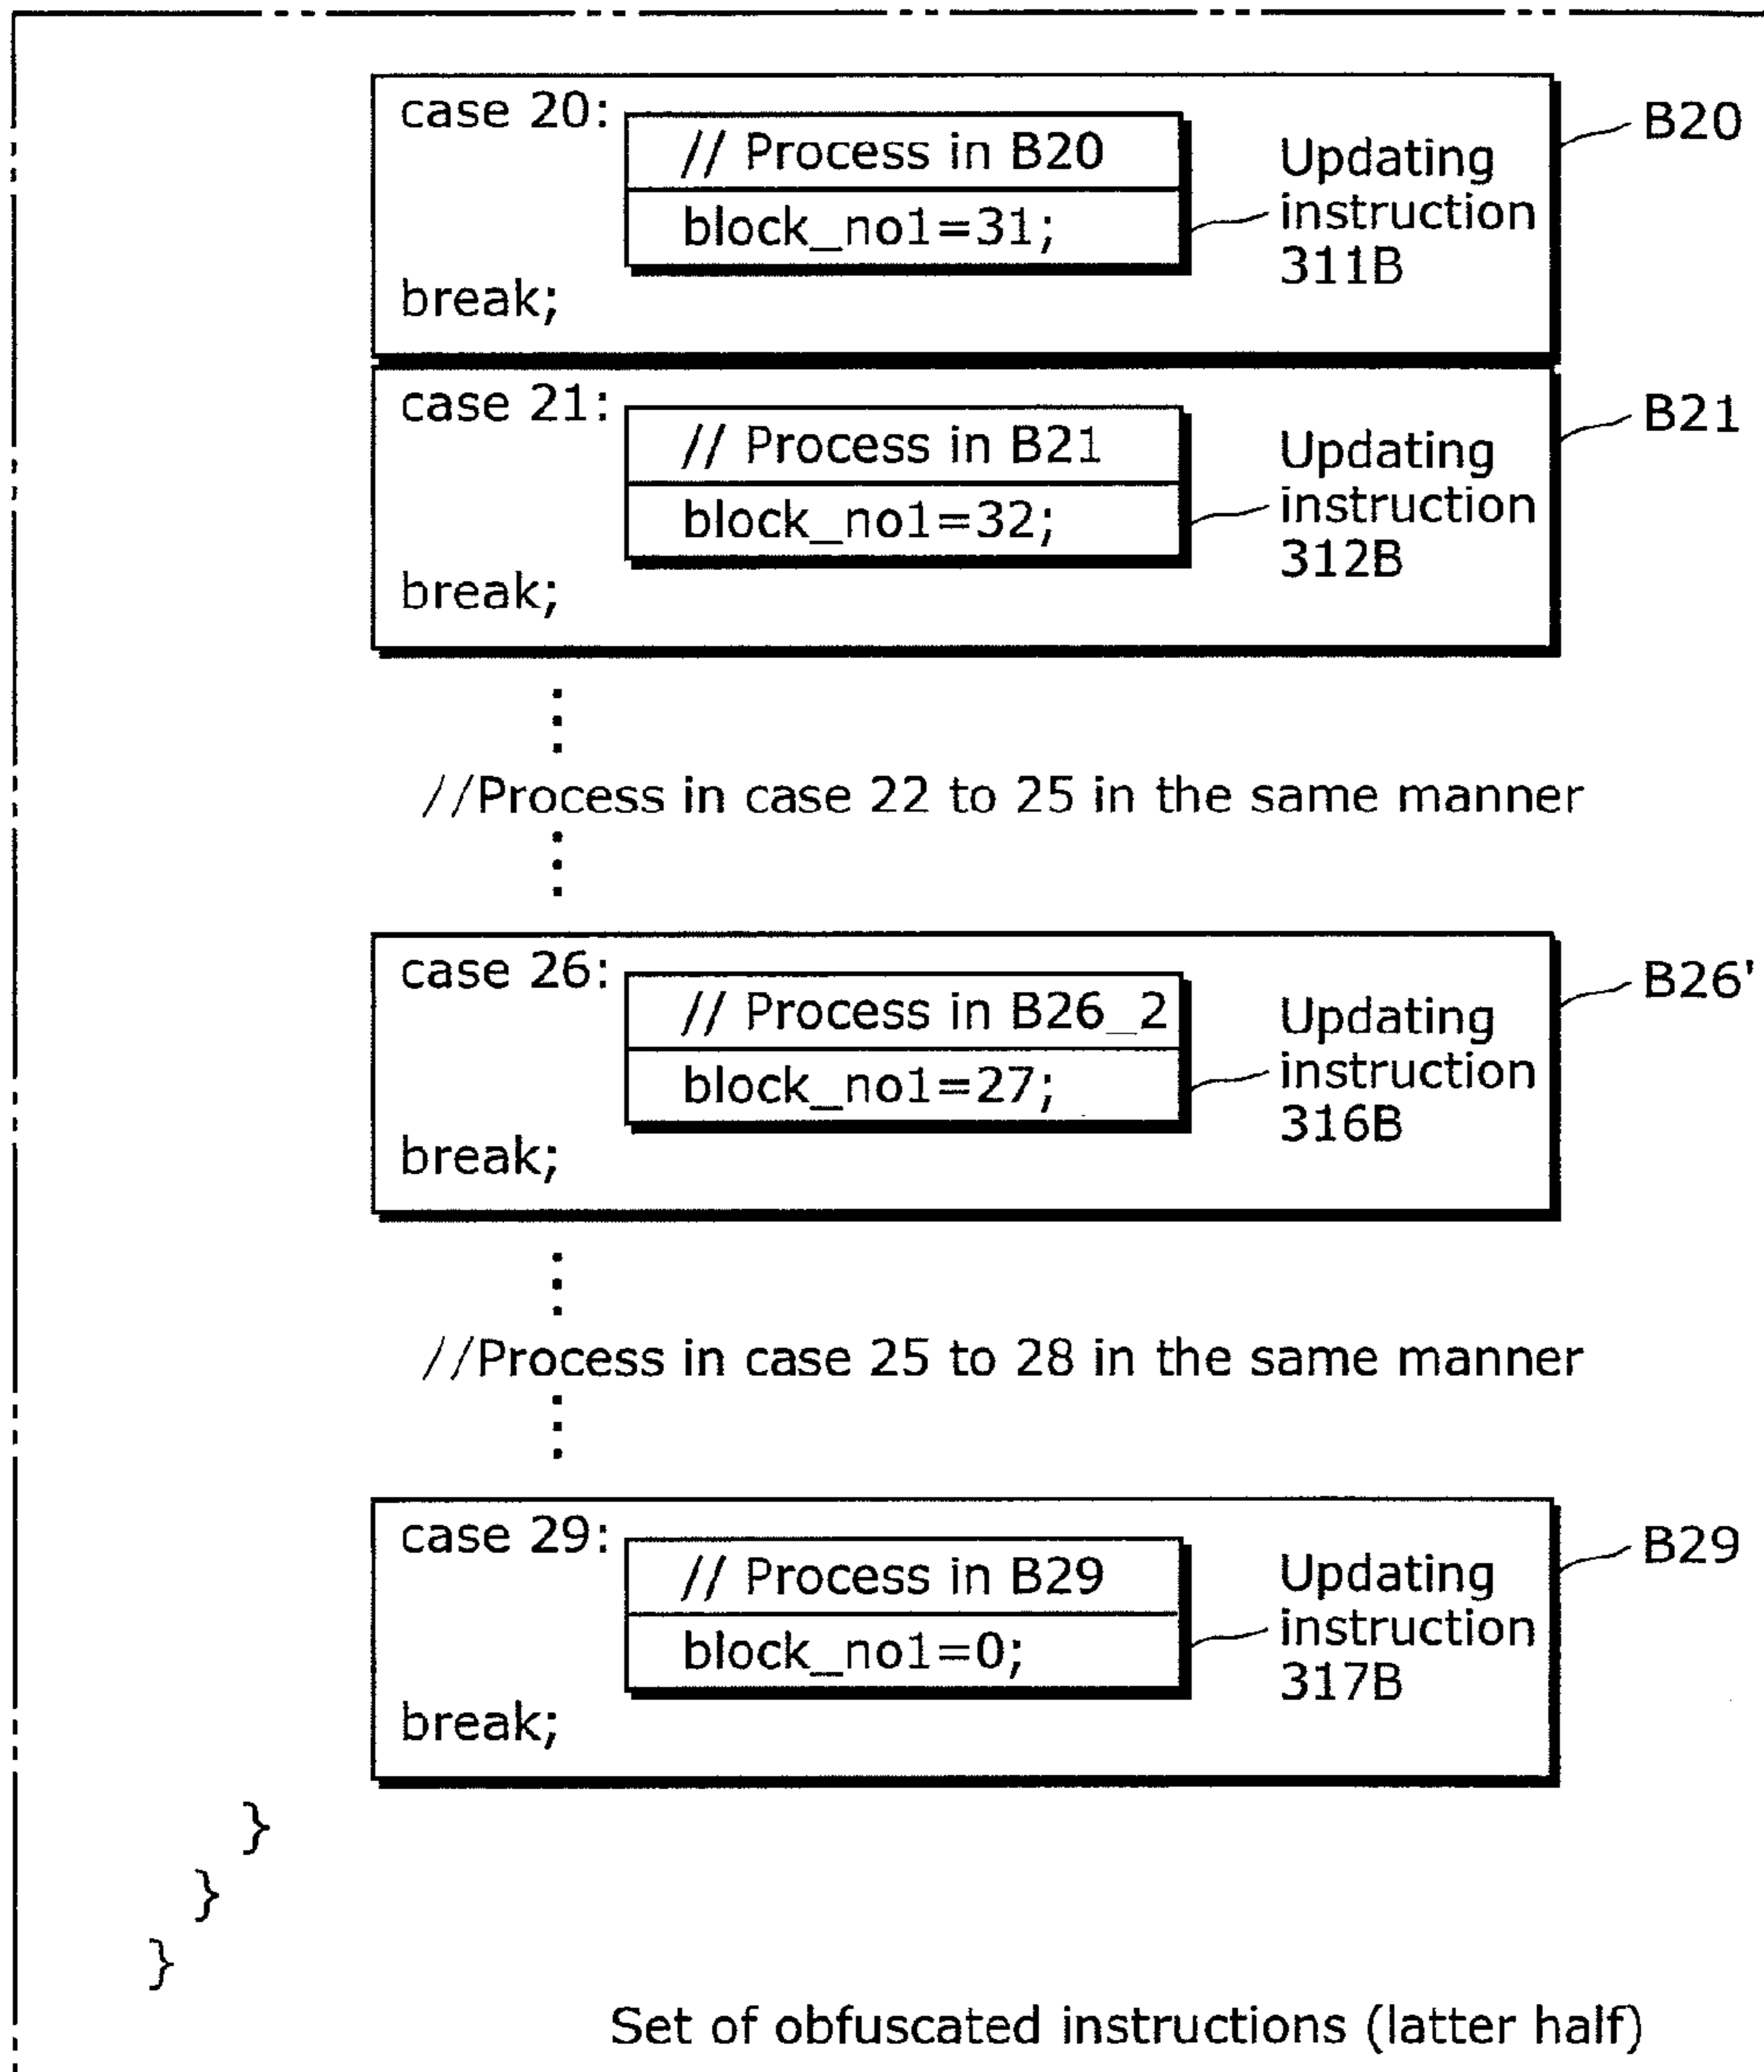 case 20:
// Process in B20
block_no1=31;
break;
Updating
instruction
311B
B20
case 21:
// Process in B21
block_no1=32;
break;
Updating
instruction
312B
B21
//Process in case 22 to 25 in the same manner
case 26:
// Process in B26_2
block_no1=27;
break;
Updating
instruction
316B
B26'
//Process in case 25 to 28 in the same manner
case 29:
// Process in B29
block_no1=0;
break;
Updating
instruction
317B
B29
}
}
}
Set of obfuscated instructions (latter half)